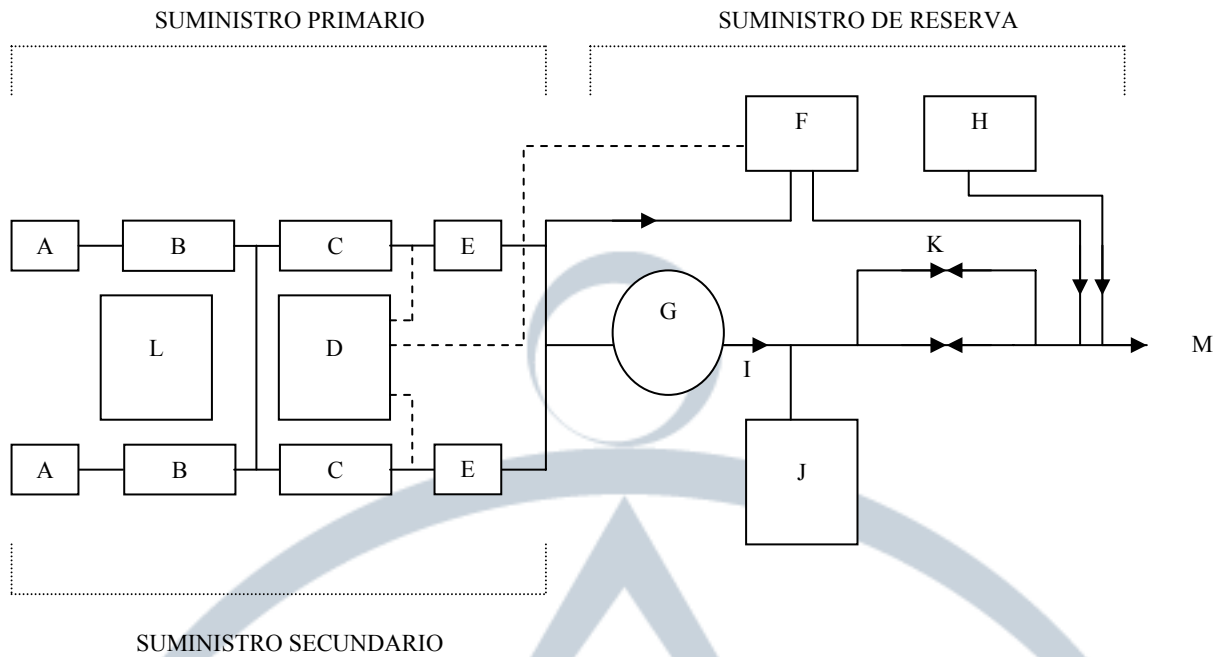 SUMINISTRO PRIMARIO SUMINISTRO DE RESERVA
F H
A B C E K
G
L D M
I
A B C E J
SUMINISTRO SECUNDARIO